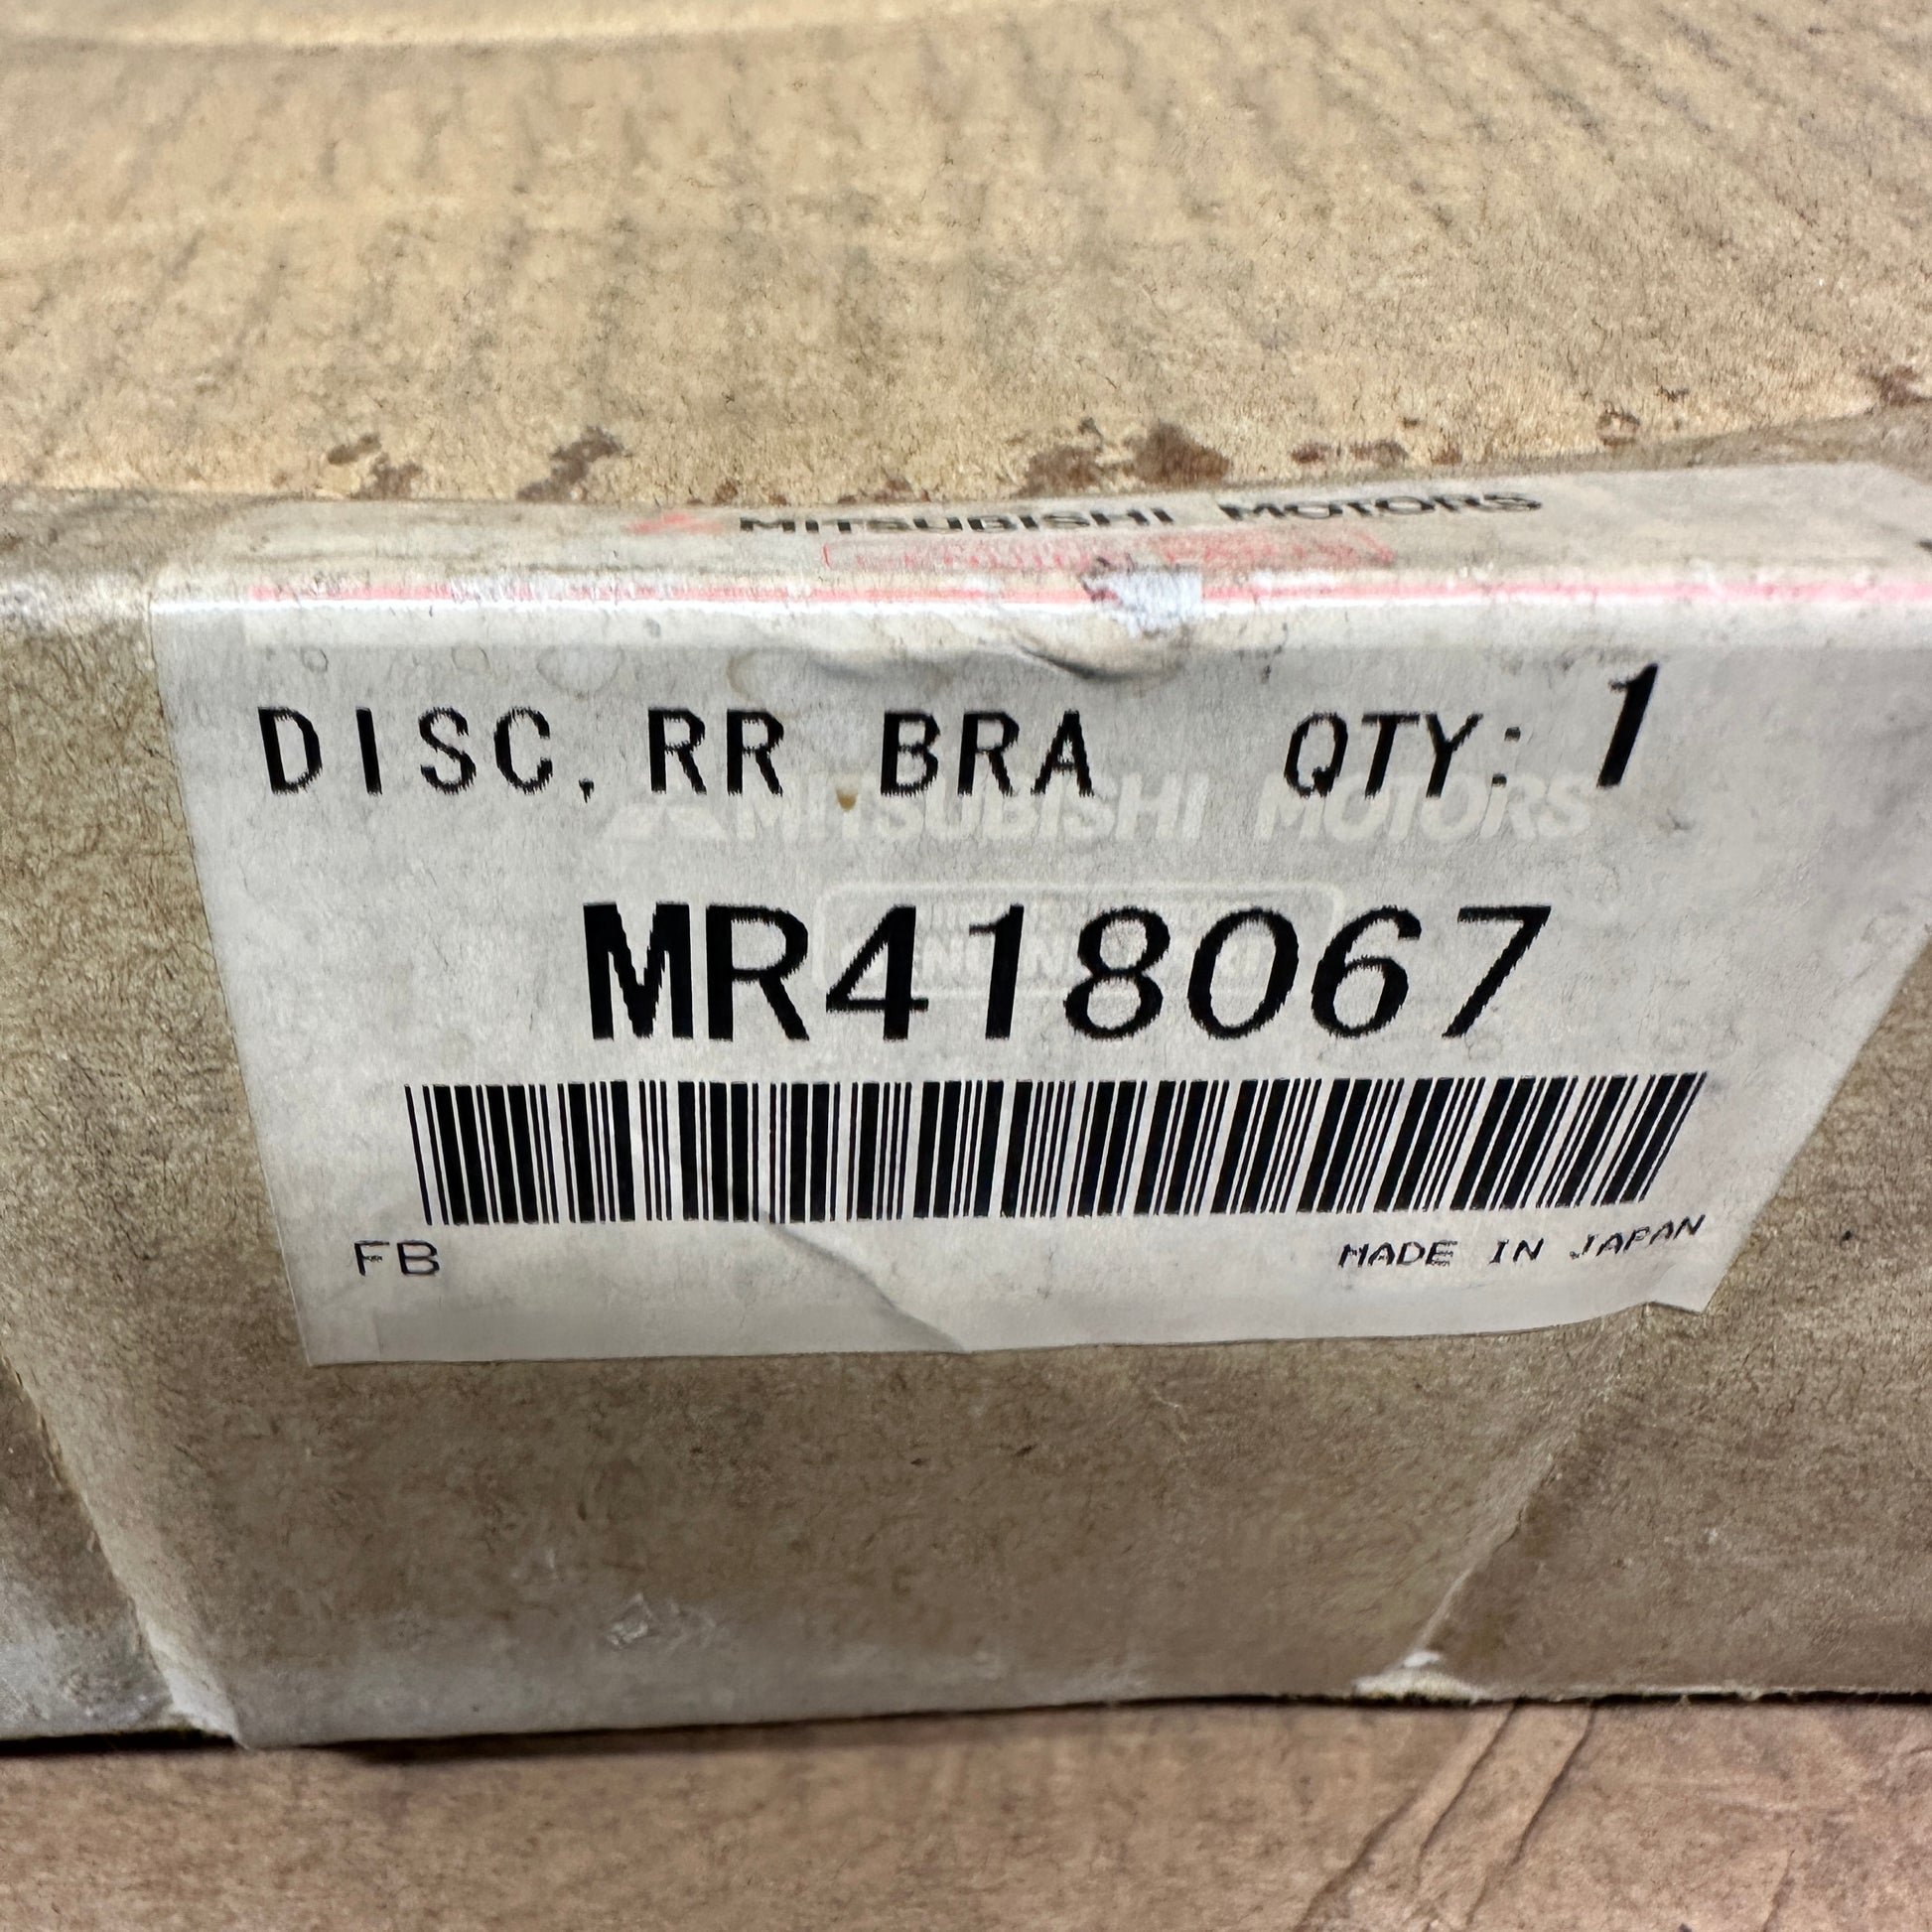 MITSUBISHI MOTORS
DISC, RR BRA QTY: 1
MITSUBISHI MOTORS
MR418067
FB MADE IN JAPAN